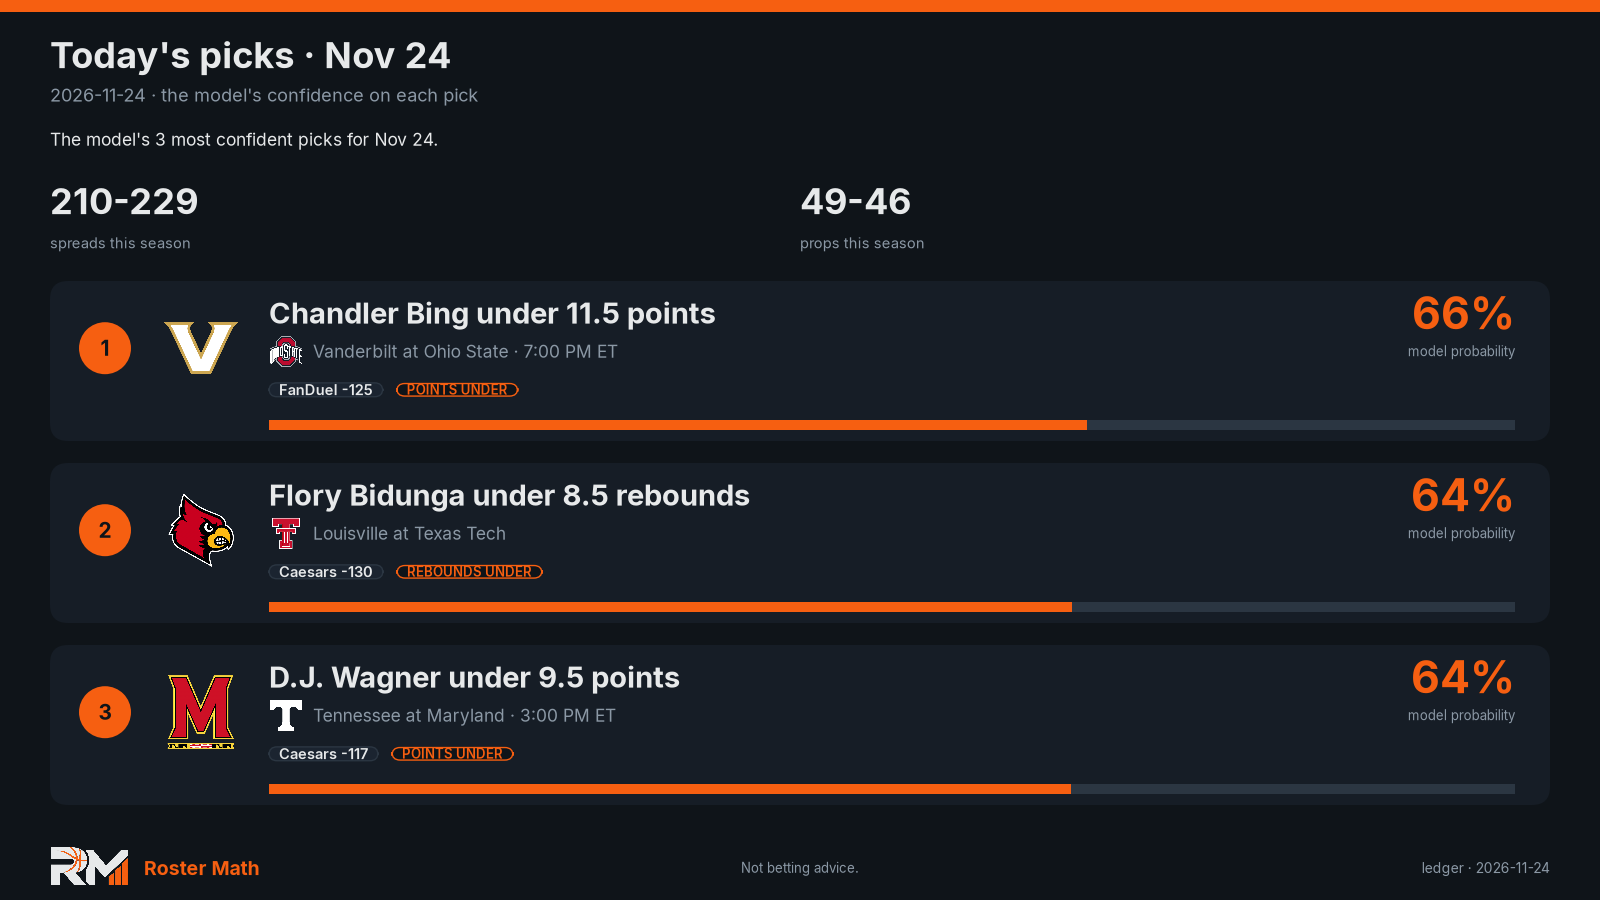 Today's picks · Nov 24
2026-11-24 · the model's confidence on each pick
The model's 3 most confident picks for Nov 24.
210-229
spreads this season
49-46
props this season
1
Chandler Bing under 11.5 points
Vanderbilt at Ohio State · 7:00 PM ET
FanDuel -125
POINTS UNDER
66%
model probability
2
Flory Bidunga under 8.5 rebounds
Louisville at Texas Tech
Caesars -130
REBOUNDS UNDER
64%
model probability
3
D.J. Wagner under 9.5 points
Tennessee at Maryland · 3:00 PM ET
Caesars -117
POINTS UNDER
64%
model probability
RM
Roster Math
Not betting advice.
ledger · 2026-11-24